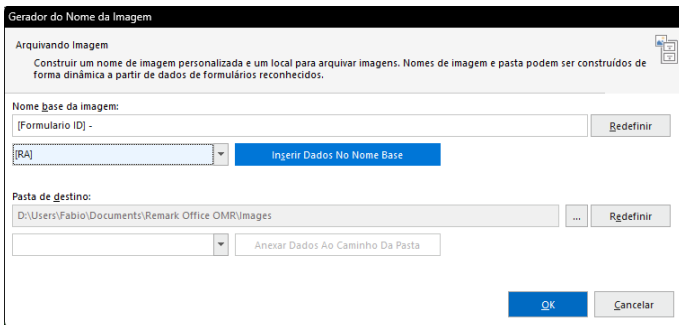 Gerador do Nome da Imagem
Arquivando Imagem
Construir um nome de imagem personalizada e um local para arquivar imagens. Nomes de imagem e pasta podem ser construídos de
forma dinâmica a partir de dados de formulários reconhecidos.
Nome base da imagem:
[Formulario ID] - Redefinir
[RA] Inserir Dados No Nome Base
Pasta de destino:
D:\Users\Fabio\Documents\Remark Office OMR\Images ... Redefinir
Anexar Dados Ao Caminho Da Pasta
OK Cancelar